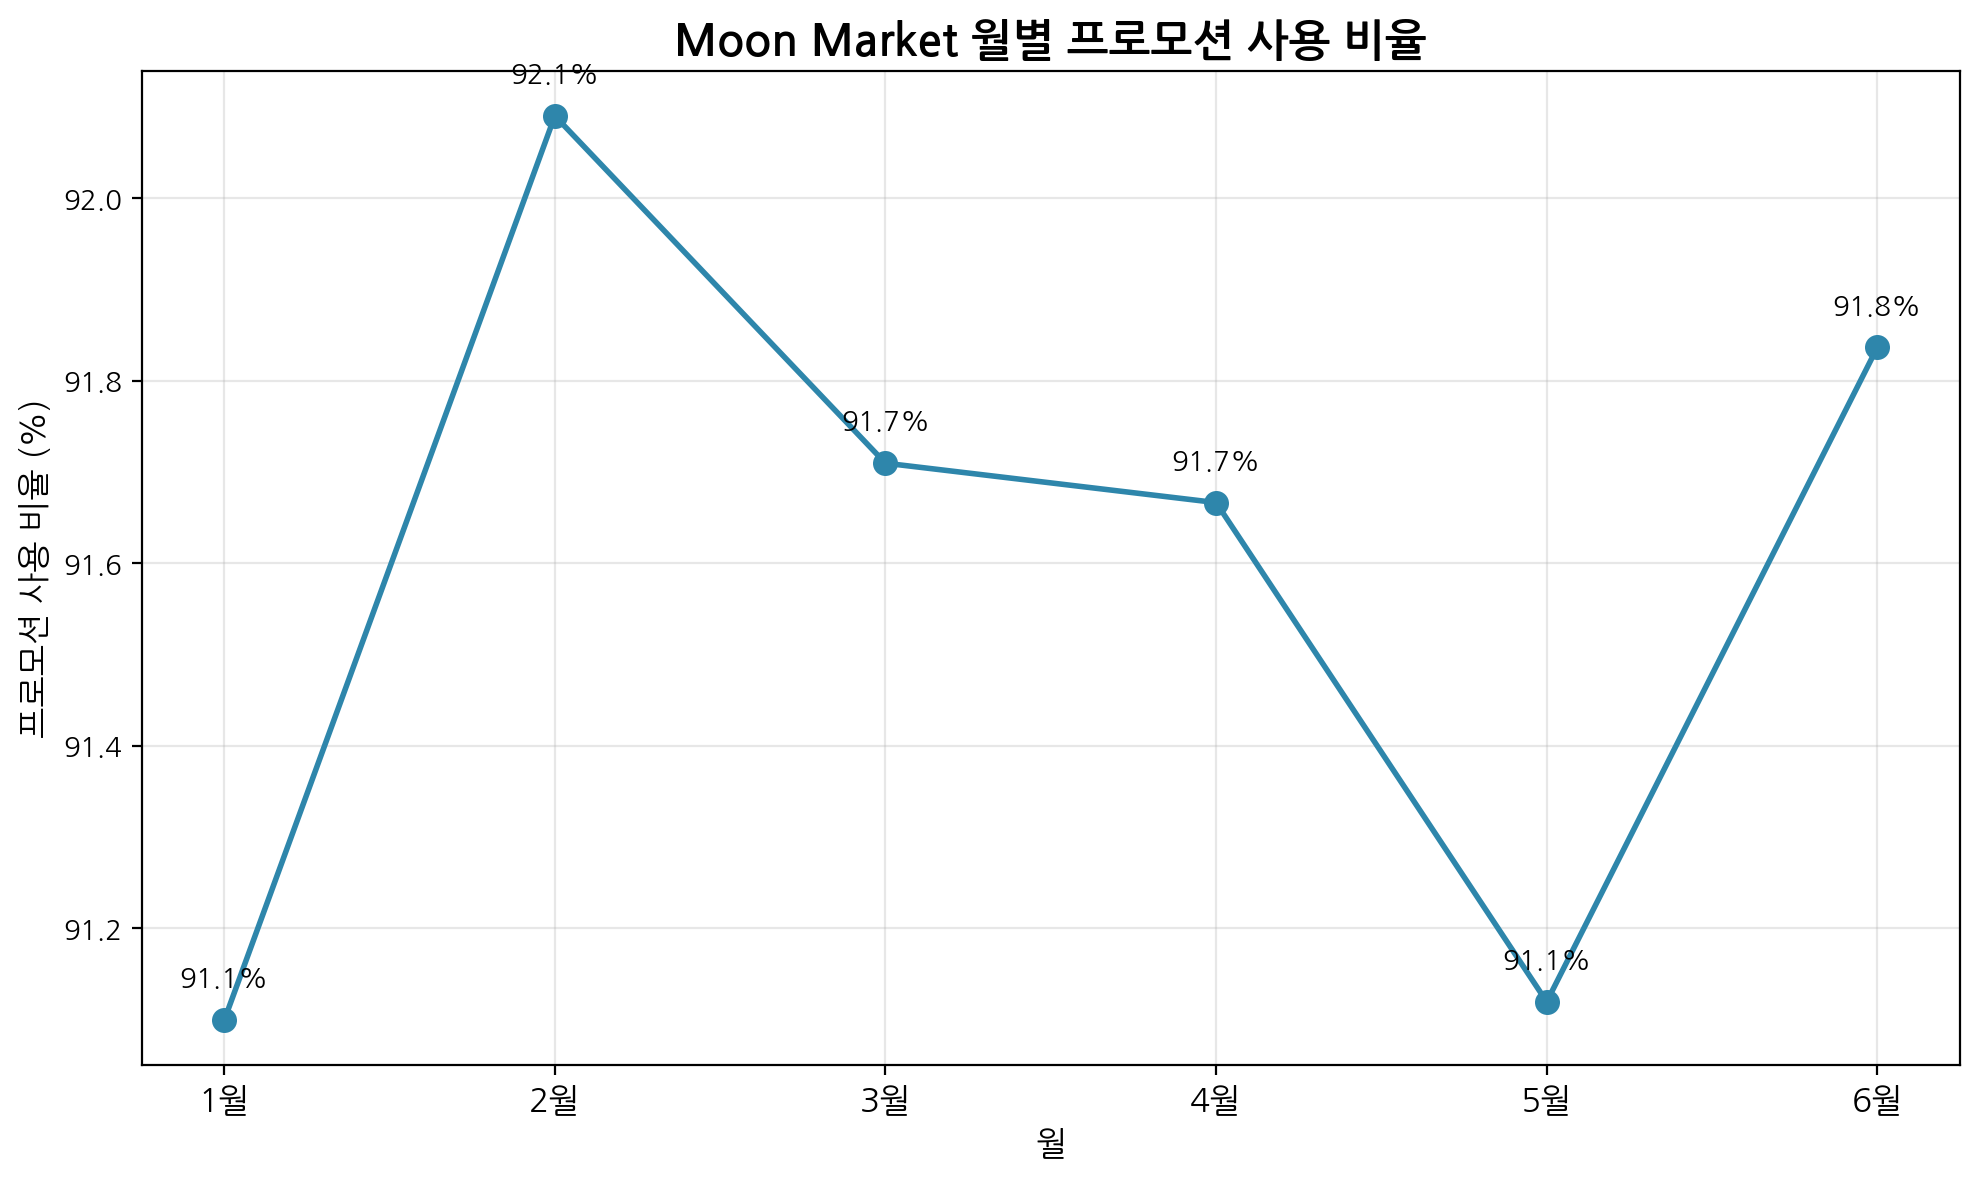 Moon Market 월별 프로모션 사용 비율
프로모션 사용 비율 (%)
92.0
91.8
91.6
91.4
91.2
91.1%
92.1%
91.7%
91.7%
91.1%
91.8%
1월
2월
3월
4월
5월
6월
월